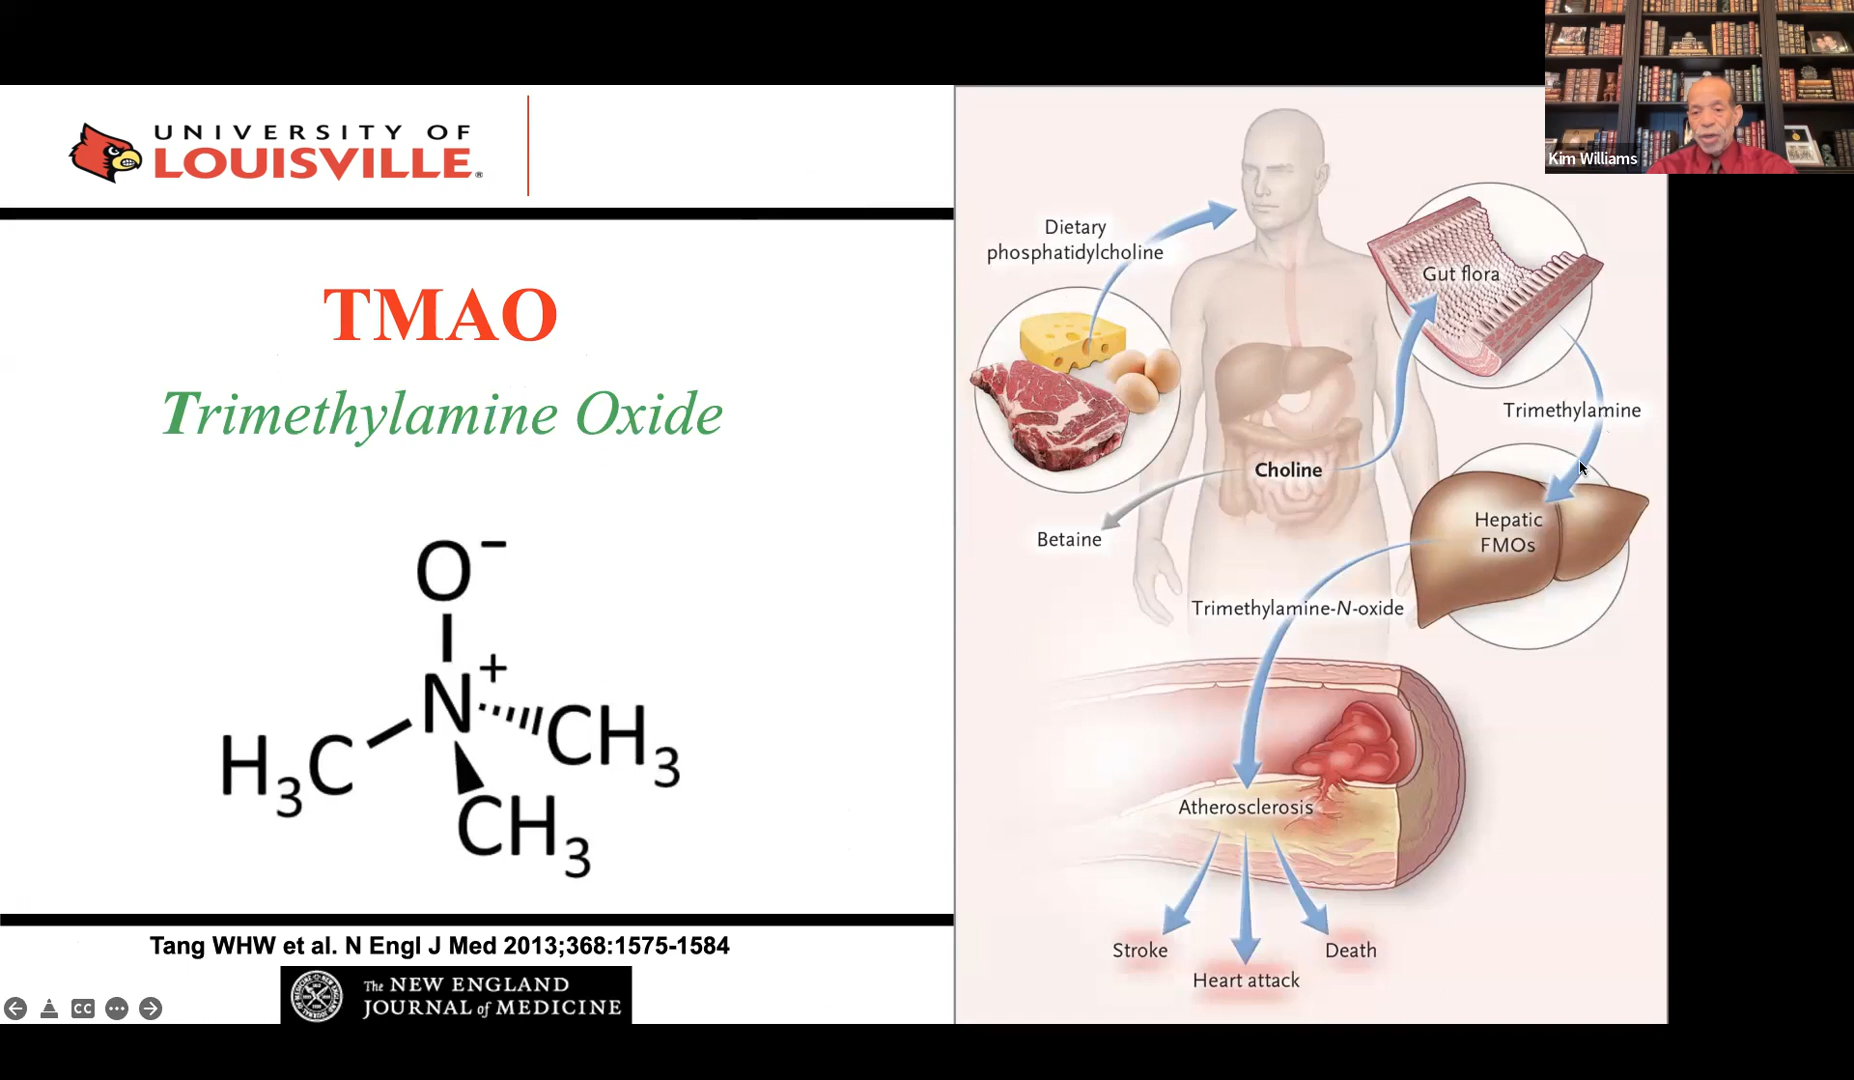 UNIVERSITY OF
LOUISVILLE®
TMAO
Trimethylamine Oxide
O−
N+
H3C
CH3
CH3
Tang WHW et al. N Engl J Med 2013;368:1575-1584
The NEW ENGLAND
JOURNAL of MEDICINE
CC
Kim Williams
Dietary
phosphatidylcholine
Gut flora
Trimethylamine
Choline
Betaine
Hepatic
FMOs
Trimethylamine-N-oxide
Atherosclerosis
Stroke
Heart attack
Death